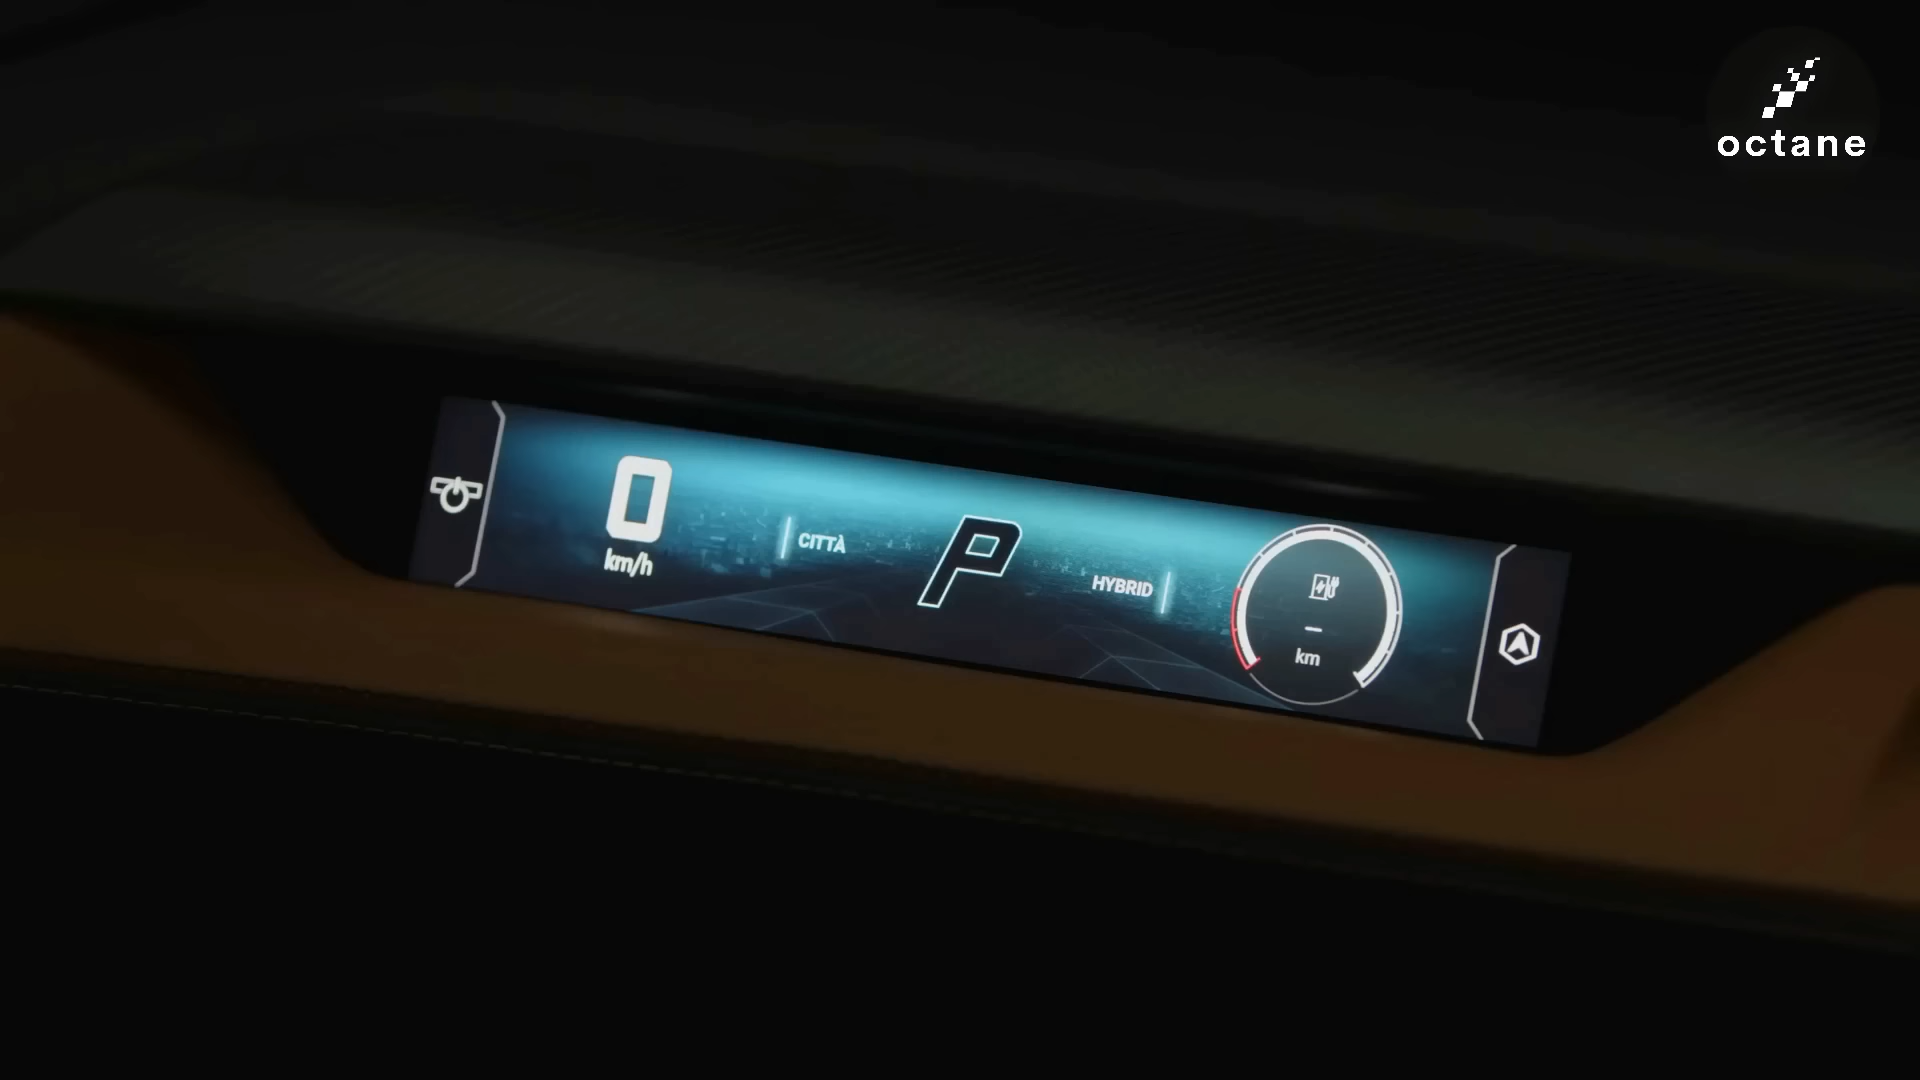 octane
0
km/h
CITTÀ
P
HYBRID
–
km